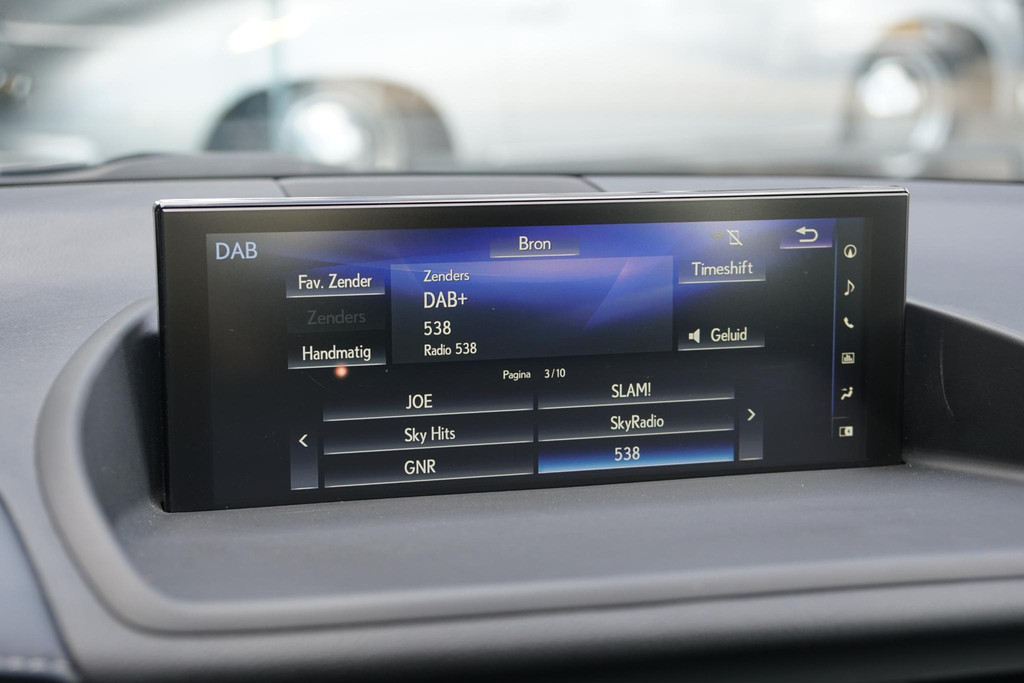 DAB
Bron
Fav. Zender
Zenders
Handmatig
Zenders
DAB+
538
Radio 538
Timeshift
Geluid
Pagina 3/10
JOE
SLAM!
Sky Hits
SkyRadio
GNR
538